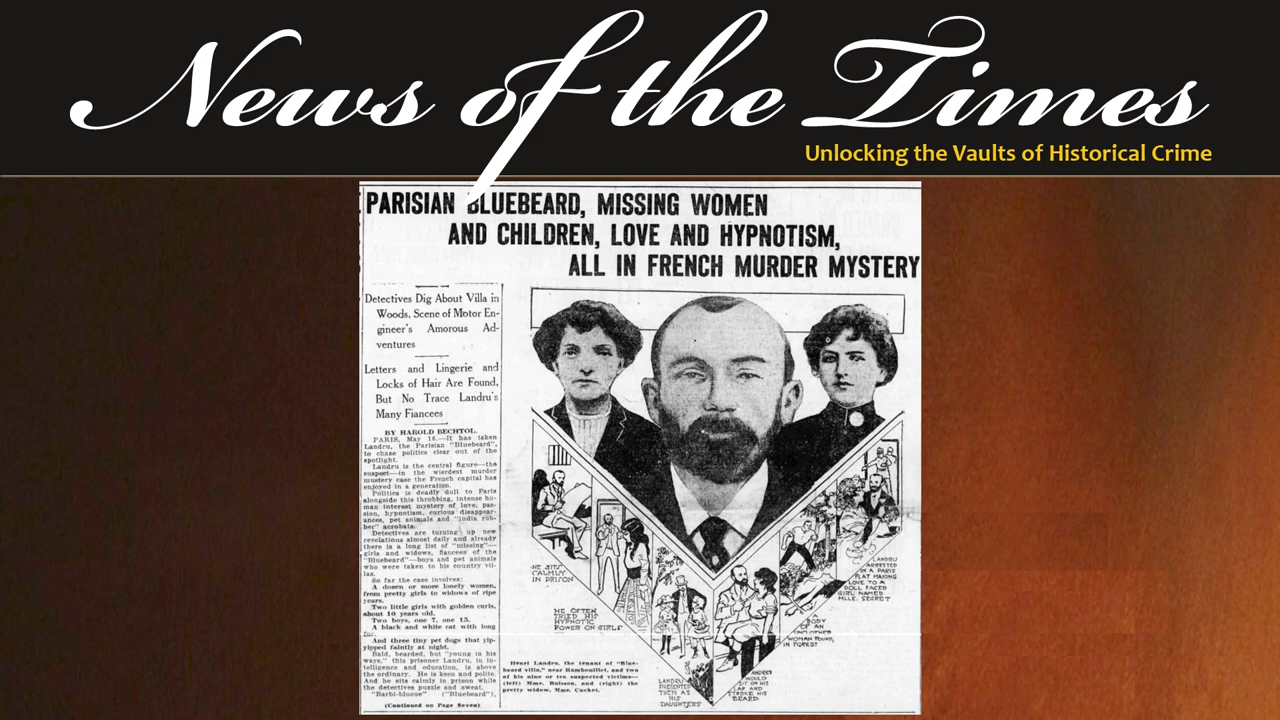 News of the Times
Unlocking the Vaults of Historical Crime
PARISIAN BLUEBEARD, MISSING WOMEN
AND CHILDREN, LOVE AND HYPNOTISM,
ALL IN FRENCH MURDER MYSTERY
Detectives Dig About Villa in
Woods, Scene of Motor En-
gineer's Amorous Ad-
ventures
Letters and Lingerie and
Locks of Hair Are Found,
But No Trace Landru's
Many Fiancees
BY HAROLD BECHTOL.
PARIS, May 16.—It has taken
Landru, the Parisian "Bluebeard",
to chase politics clear out of the
spotlight.
Landru is the central figure—the
suspect—in the wierdest murder
mystery case the French capital has
enjoyed in a generation.
Politics is deadly dull to Paris
alongside this throbbing, intense hu-
man interest mystery of love, pas-
sion, hypnotism, curious disappear-
ances, pet animals and "india rub-
ber" acrobats.
Detectives are turning up new
revelations almost daily and already
there is a long list of "missing"—
girls and widows, fiancees of the
"Bluebeard"—boys and pet animals
who were taken to his country vil-
las.
So far the case involves:
A dozen or more lonely women,
from pretty girls to widows of ripe
years.
Two little girls with golden curls,
about 10 years old.
Two boys, one 7, one 15.
A black and white cat with long
fur.
And three tiny pet dogs that yip-
yipped faintly at night.
Bald, bearded, but "young in his
ways," this prisoner Landru, in in-
telligence and education, is above
the ordinary. He is keen and polite.
And he sits calmly in prison while
the detectives puzzle and sweat.
"Barbi-blueus" ("Bluebeard"),
(Continued on Page Seven)
HE SITS
CALMLY
IN PRISON
HE OFTEN
TRIED HIS
HYPNOTIC
POWER ON GIRLS
LANDRU
PRESENTED
THEM AS
HIS
DAUGHTERS
WOULD
SIT ON HIS
LAP AND
STROKE HIS
BEARD
A
BODY
OF AN
WOMAN FOUND
IN FOREST
LANDRU
ARRESTED
IN A PARIS
FLAT MAKING
LOVE TO A
DOLL FACED
GIRL NAMED
MLLE. SEGRET
Henri Landru, the tenant of "Blue-
beard villa," near Rambouillet, and two
of his nine or ten suspected victims—
(left) Mme. Buisson, and (right) the
pretty widow, Mme. Cuchet.